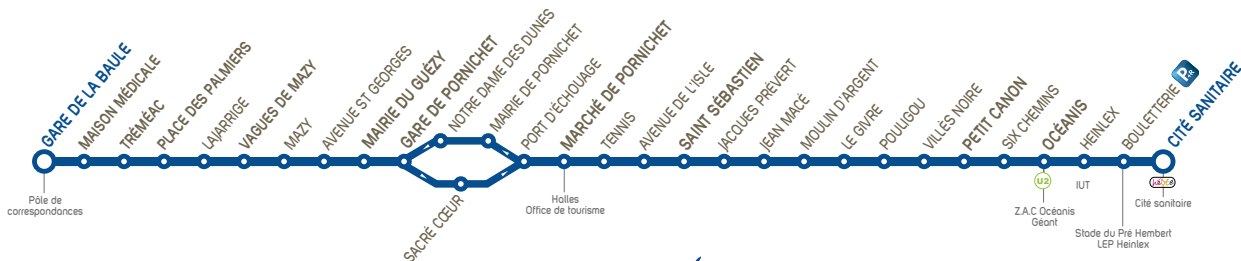 GARE DE LA BAULE
MAISON MÉDICALE
TRÉMÉAC
PLACE DES PALMIERS
LAJARRIGE
VAGUES DE MAZY
MAZY
AVENUE ST GEORGES
MAIRIE DU GUÉZY
GARE DE PORNICHET
NOTRE DAME DES DUNES
MAIRIE DE PORNICHET
SACRÉ CŒUR
PORT D'ÉCHOUAGE
MARCHÉ DE PORNICHET
TENNIS
AVENUE DE L'ISLE
SAINT SÉBASTIEN
JACQUES PRÉVERT
JEAN MACÉ
MOULIN D'ARGENT
LE GIVRE
POULIGOU
VILLÈS NOIRE
PETIT CANON
SIX CHEMINS
OCÉANIS
HEINLEX
BOULETTERIE
CITÉ SANITAIRE
Pôle de
correspondances
Halles
Office de tourisme
U2
Z.A.C Océanis
Géant
IUT
Stade du Pré Hembert
LEP Heinlex
hélYce
Cité sanitaire